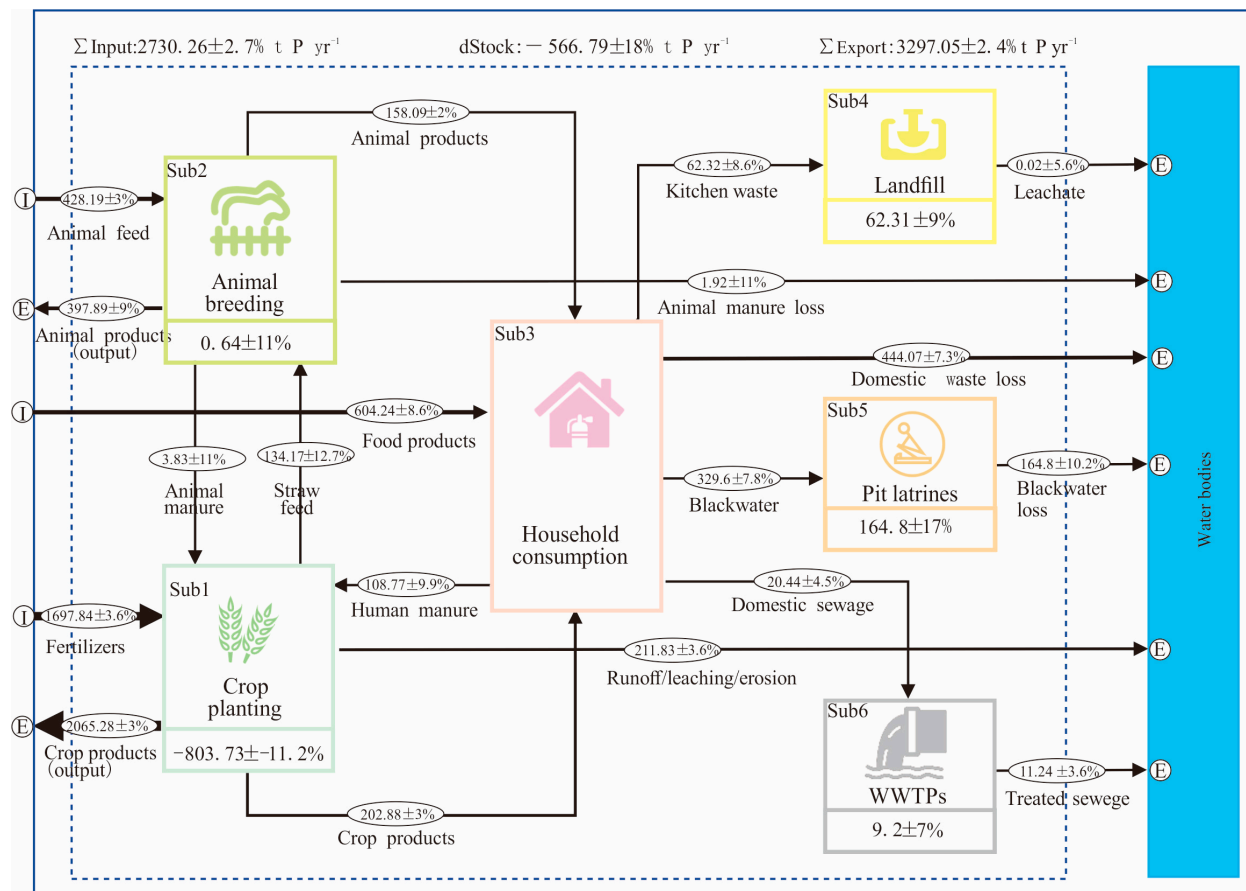 Σ Input:2730.26±2.7% t P yr⁻¹
dStock:－566.79±18% t P yr⁻¹
Σ Export:3297.05±2.4% t P yr⁻¹
158.09±2%
Animal products
Sub2
Animal
breeding
0.64±11%
I
428.19±3%
Animal feed
E
397.89±9%
Animal products
(output)
Sub4
Landfill
62.31±9%
62.32±8.6%
Kitchen waste
0.02±5.6%
Leachate
E
1.92±11%
Animal manure loss
E
Sub3
Household
consumption
444.07±7.3%
Domestic waste loss
E
I
604.24±8.6%
Food products
3.83±11%
Animal
manure
134.17±12.7%
Straw
feed
329.6±7.8%
Blackwater
Sub5
Pit latrines
164.8±17%
164.8±10.2%
Blackwater
loss
E
Water bodies
Sub1
Crop
planting
-803.73±-11.2%
108.77±9.9%
Human manure
20.44±4.5%
Domestic sewage
I
1697.84±3.6%
Fertilizers
211.83±3.6%
Runoff/leaching/erosion
E
E
2065.28±3%
Crop products
(output)
202.88±3%
Crop products
Sub6
WWTPs
9.2±7%
11.24 ±3.6%
Treated sewege
E